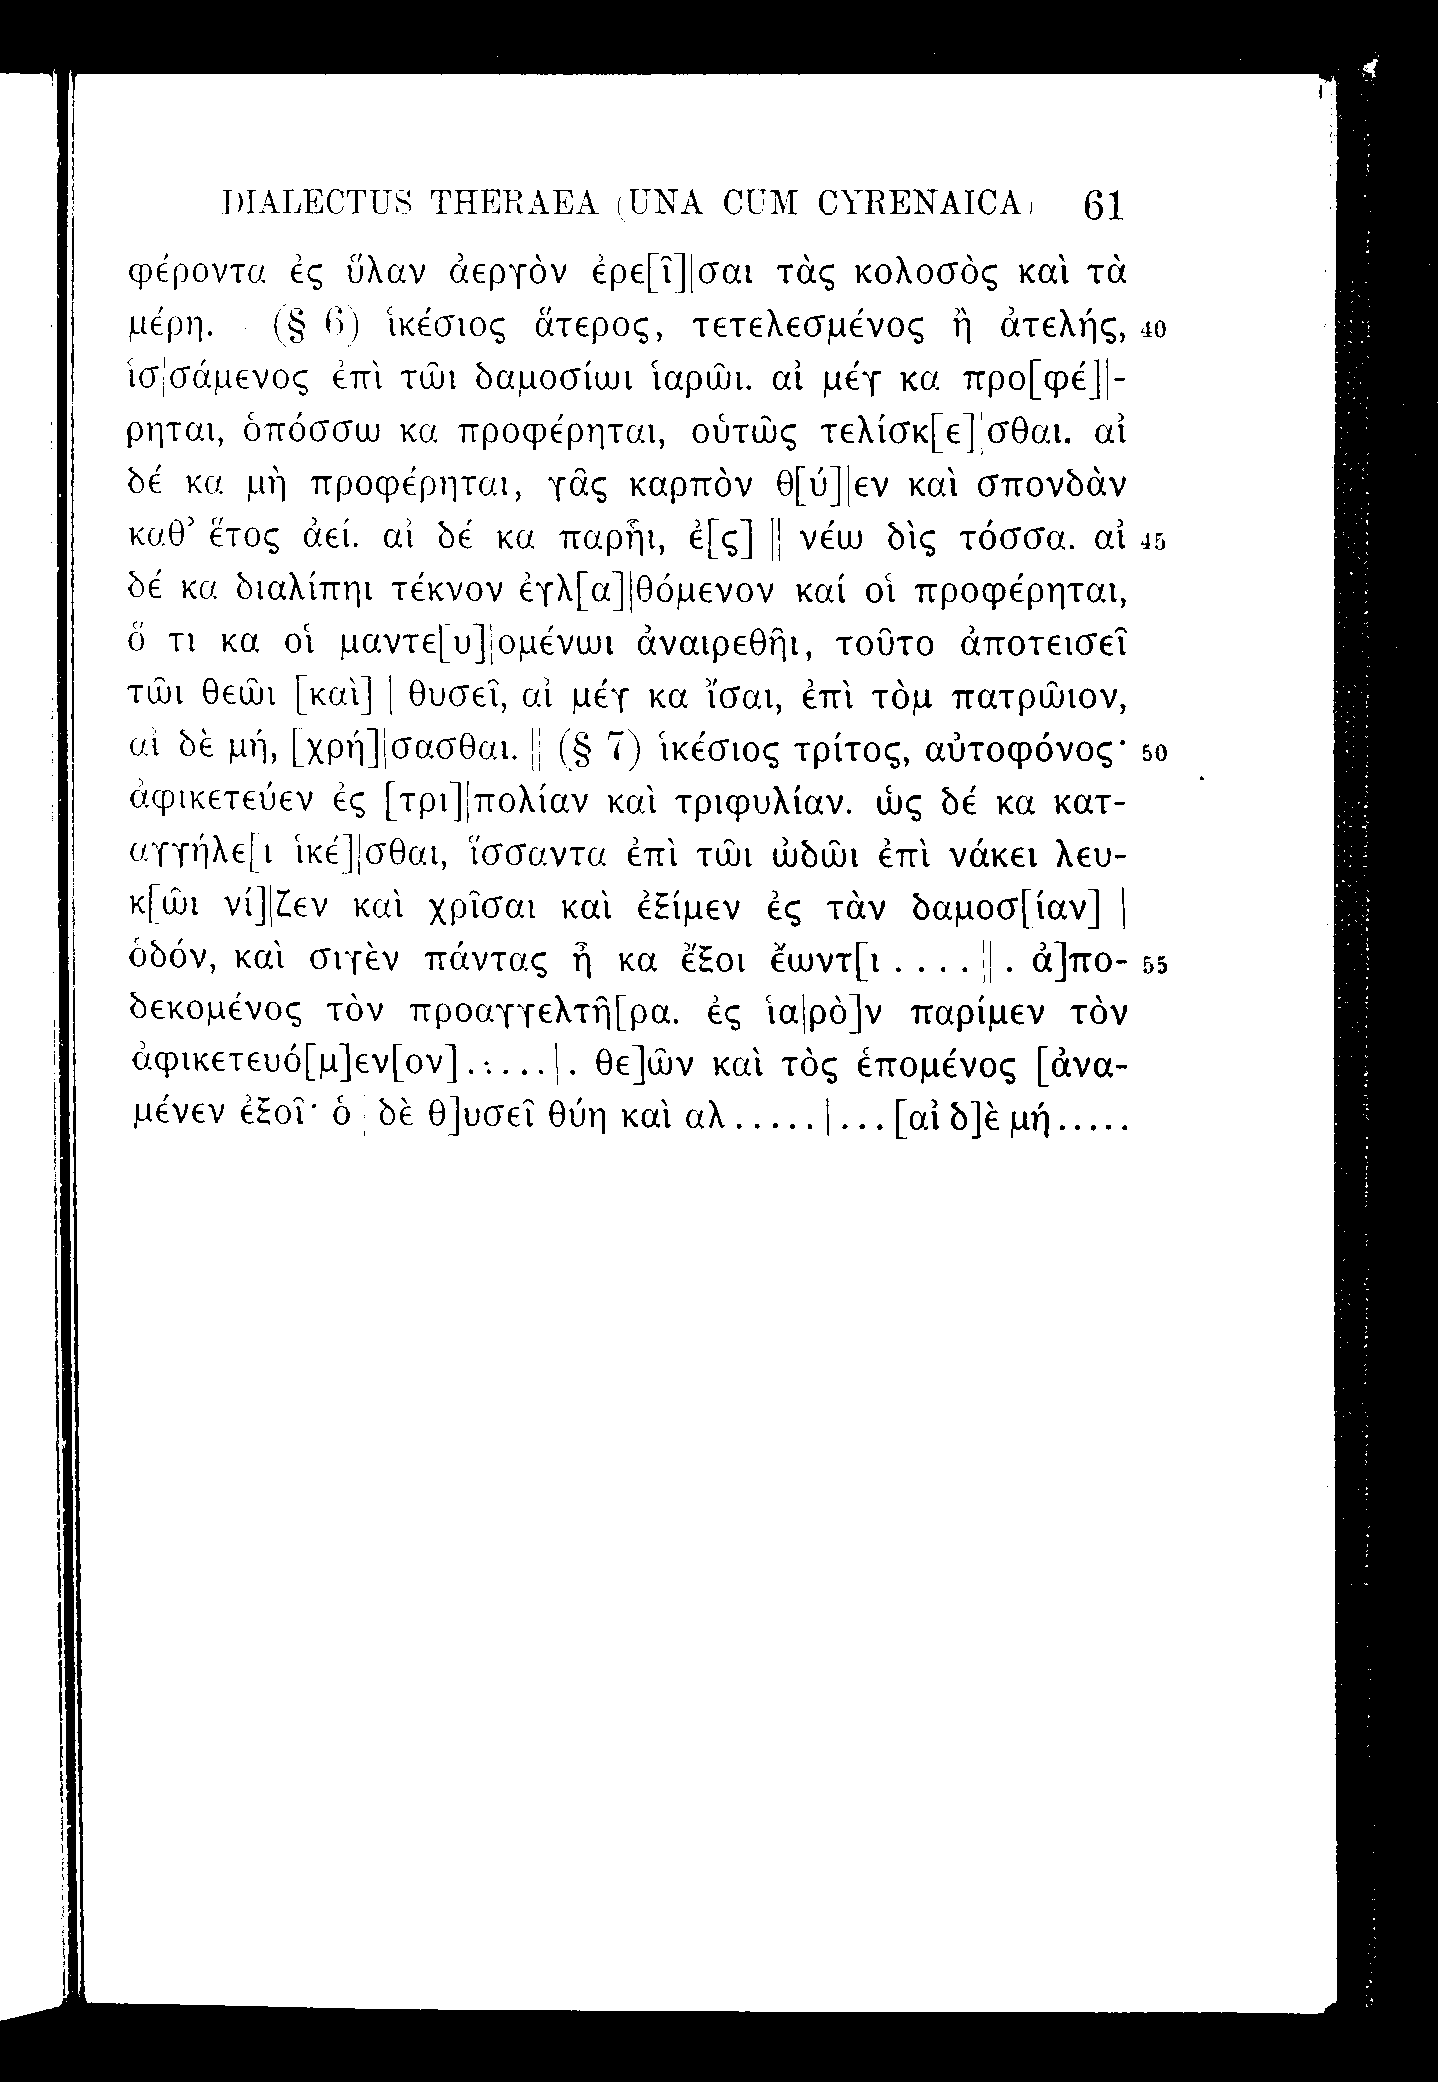 DIALECTUS THERAEA (UNA CUM CYRENAICA) 61
φέροντα ἐς ὕλαν ἀεργὸν ἐρε[ῖ]|σαι τὰς κολοσὸς καὶ τὰ
μέρη. (§ 6) ἱκέσιος ἅτερος, τετελεσμένος ἢ ἀτελής, 40
ἱσ|σάμενος ἐπὶ τῶι δαμοσίωι ἱαρῶι. αἰ μέγ κα προ[φέ]|-
ρηται, ὁπόσσω κα προφέρηται, οὑτῶς τελίσκ[ε]|σθαι. αἰ
δέ κα μὴ προφέρηται, γᾶς καρπὸν θ[ύ]|εν καὶ σπονδὰν
καθ’ ἔτος ἀεί. αἰ δέ κα παρῆι, ἐ[ς] || νέω δὶς τόσσα. αἰ 45
δέ κα διαλίπηι τέκνον ἐγλ[α]|θόμενον καί οἱ προφέρηται,
ὅ τι κα οἱ μαντε[υ]|ομένωι ἀναιρεθῆι, τοῦτο ἀποτεισεῖ
τῶι θεῶι [καὶ] | θυσεῖ, αἰ μέγ κα ἴσαι, ἐπὶ τὸμ πατρῶιον,
αἰ δὲ μή, [χρή]|σασθαι. || (§ 7) ἱκέσιος τρίτος, αὐτοφόνος· 50
ἀφικετεύεν ἐς [τρι]|πολίαν καὶ τριφυλίαν. ὡς δέ κα κατ-
αγγήλε[ι ἱκέ]|σθαι, ἵσσαντα ἐπὶ τῶι ὠδῶι ἐπὶ νάκει λευ-
κ[ῶι νί]|ζεν καὶ χρῖσαι καὶ ἐξίμεν ἐς τὰν δαμοσ[ίαν] |
ὁδόν, καὶ σιγὲν πάντας ἦ κα ἔξοι ἔωντ[ι . . . . || . ἀ]πο- 55
δεκομένος τὸν προαγγελτῆ[ρα. ἐς ἱα|ρὸ]ν παρίμεν τὸν
ἀφικετευό[μ]εν[ον] . . . . . | . θε]ῶν καὶ τὸς ἑπομένος [ἀνα-
μένεν ἐξοῖ· ὁ | δὲ θ]υσεῖ θύη καὶ αλ . . . . . | . . . [αἰ δ]ὲ μή . . . . .